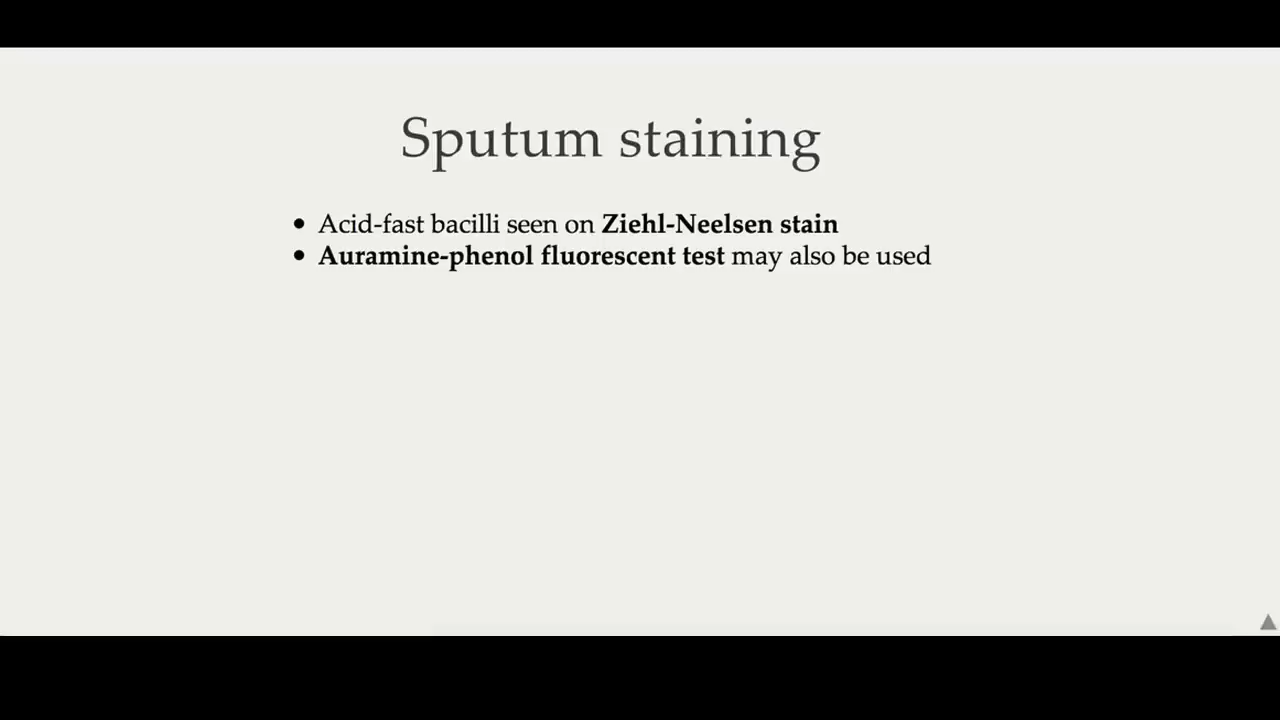 Sputum staining
• Acid-fast bacilli seen on Ziehl-Neelsen stain
• Auramine-phenol fluorescent test may also be used